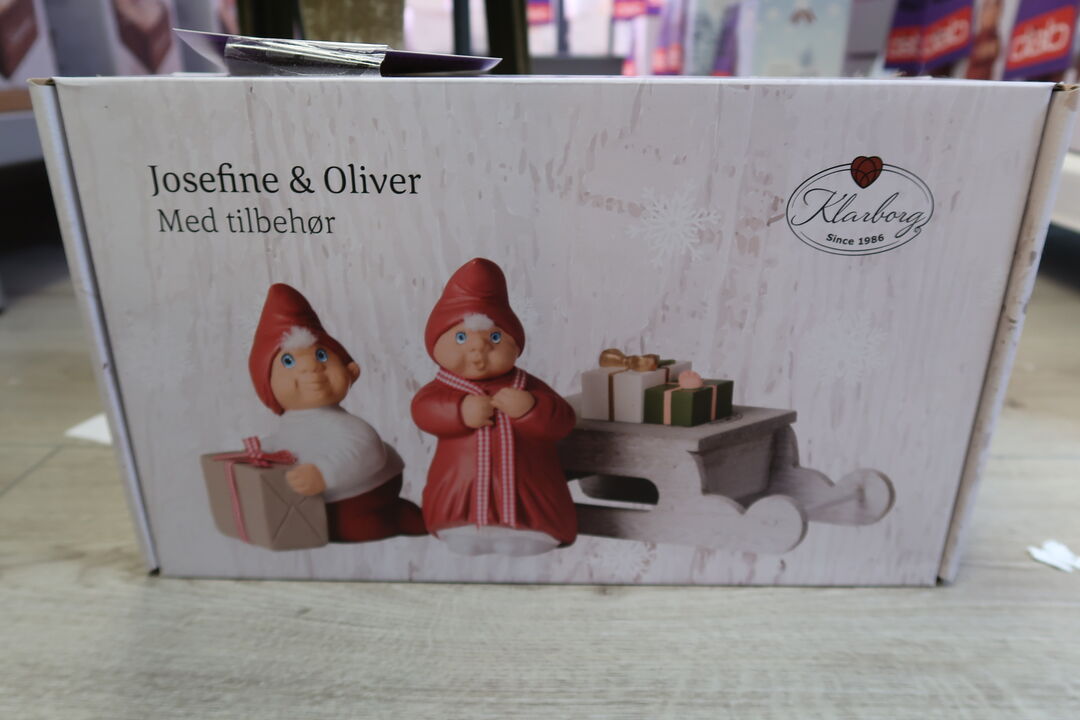 Josefine & Oliver
Med tilbehør
Klarborg
Since 1986